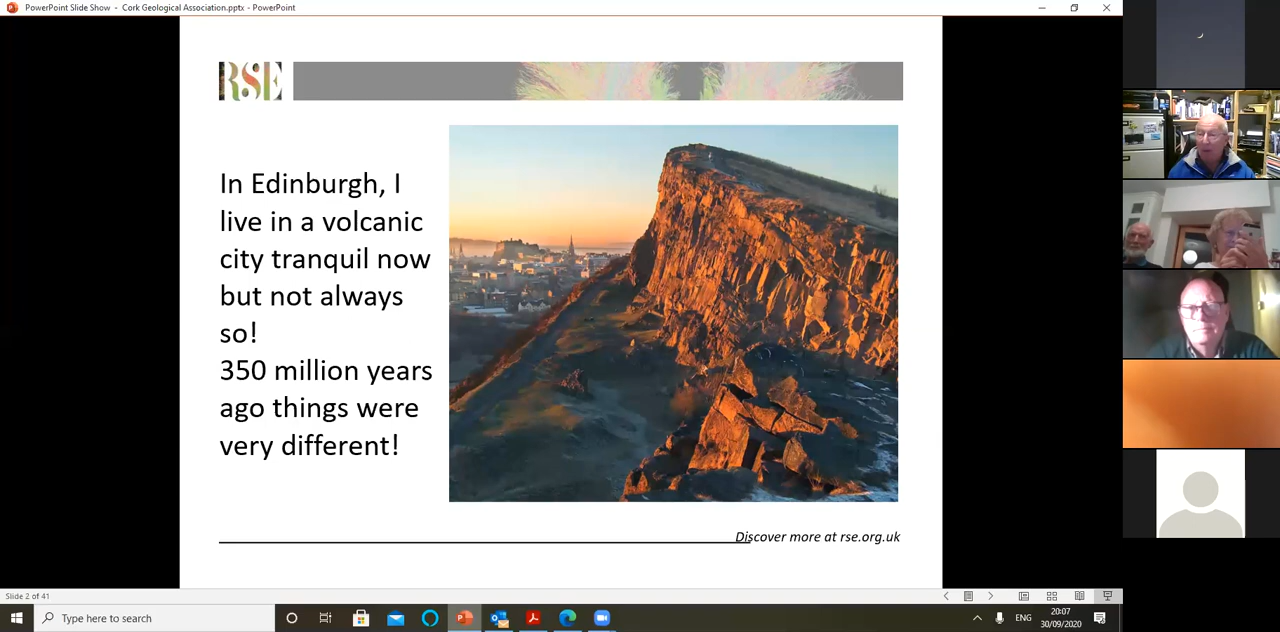 PowerPoint Slide Show - Cork Geological Association.pptx - PowerPoint
RSE
In Edinburgh, I
live in a volcanic
city tranquil now
but not always
so!
350 million years
ago things were
very different!
Discover more at rse.org.uk
Slide 2 of 41
Type here to search
ENG
20:07
30/09/2020